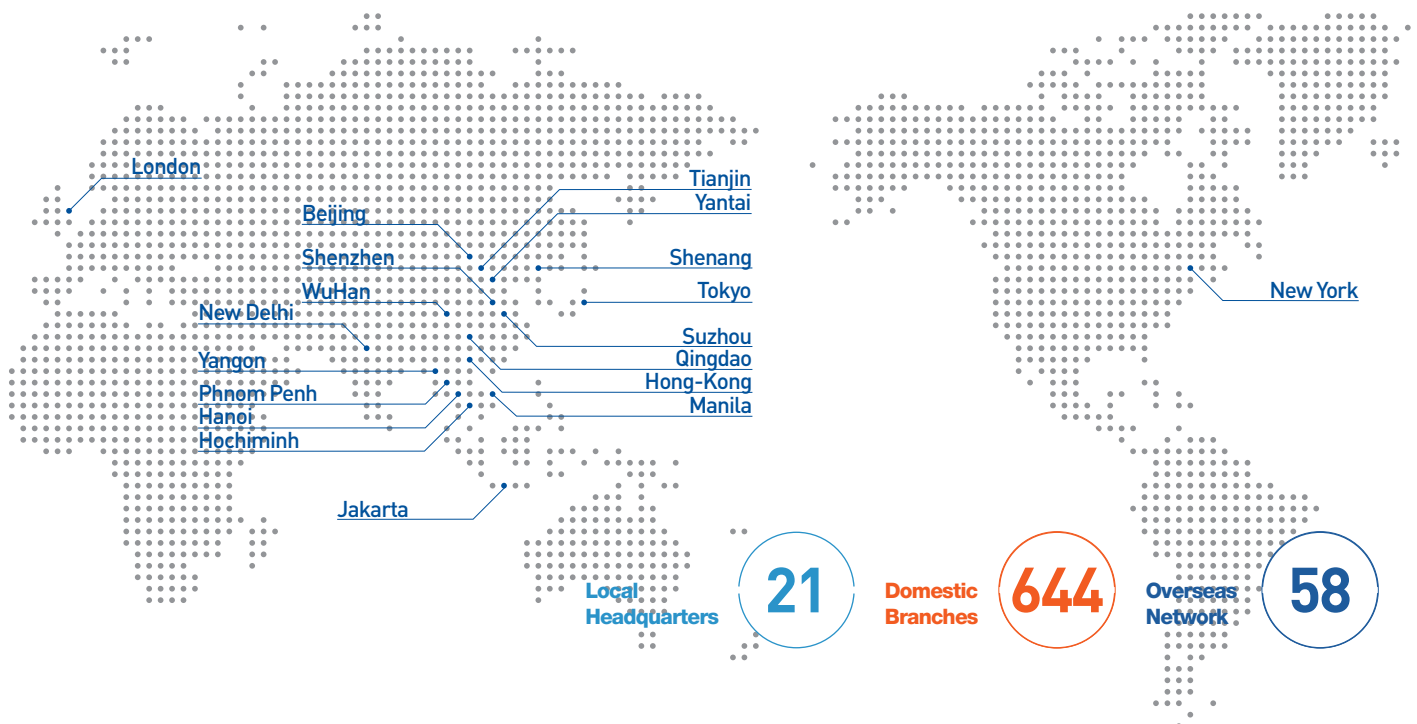 London
Tianjin
Yantai
Beijing
Shenzhen
Shenang
WuHan
Tokyo
New York
New Delhi
Suzhou
Yangon
Qingdao
Phnom Penh
Hong-Kong
Hanoi
Manila
Hochiminh
Jakarta
Local
Headquarters
21
Domestic
Branches
644
Overseas
Network
58